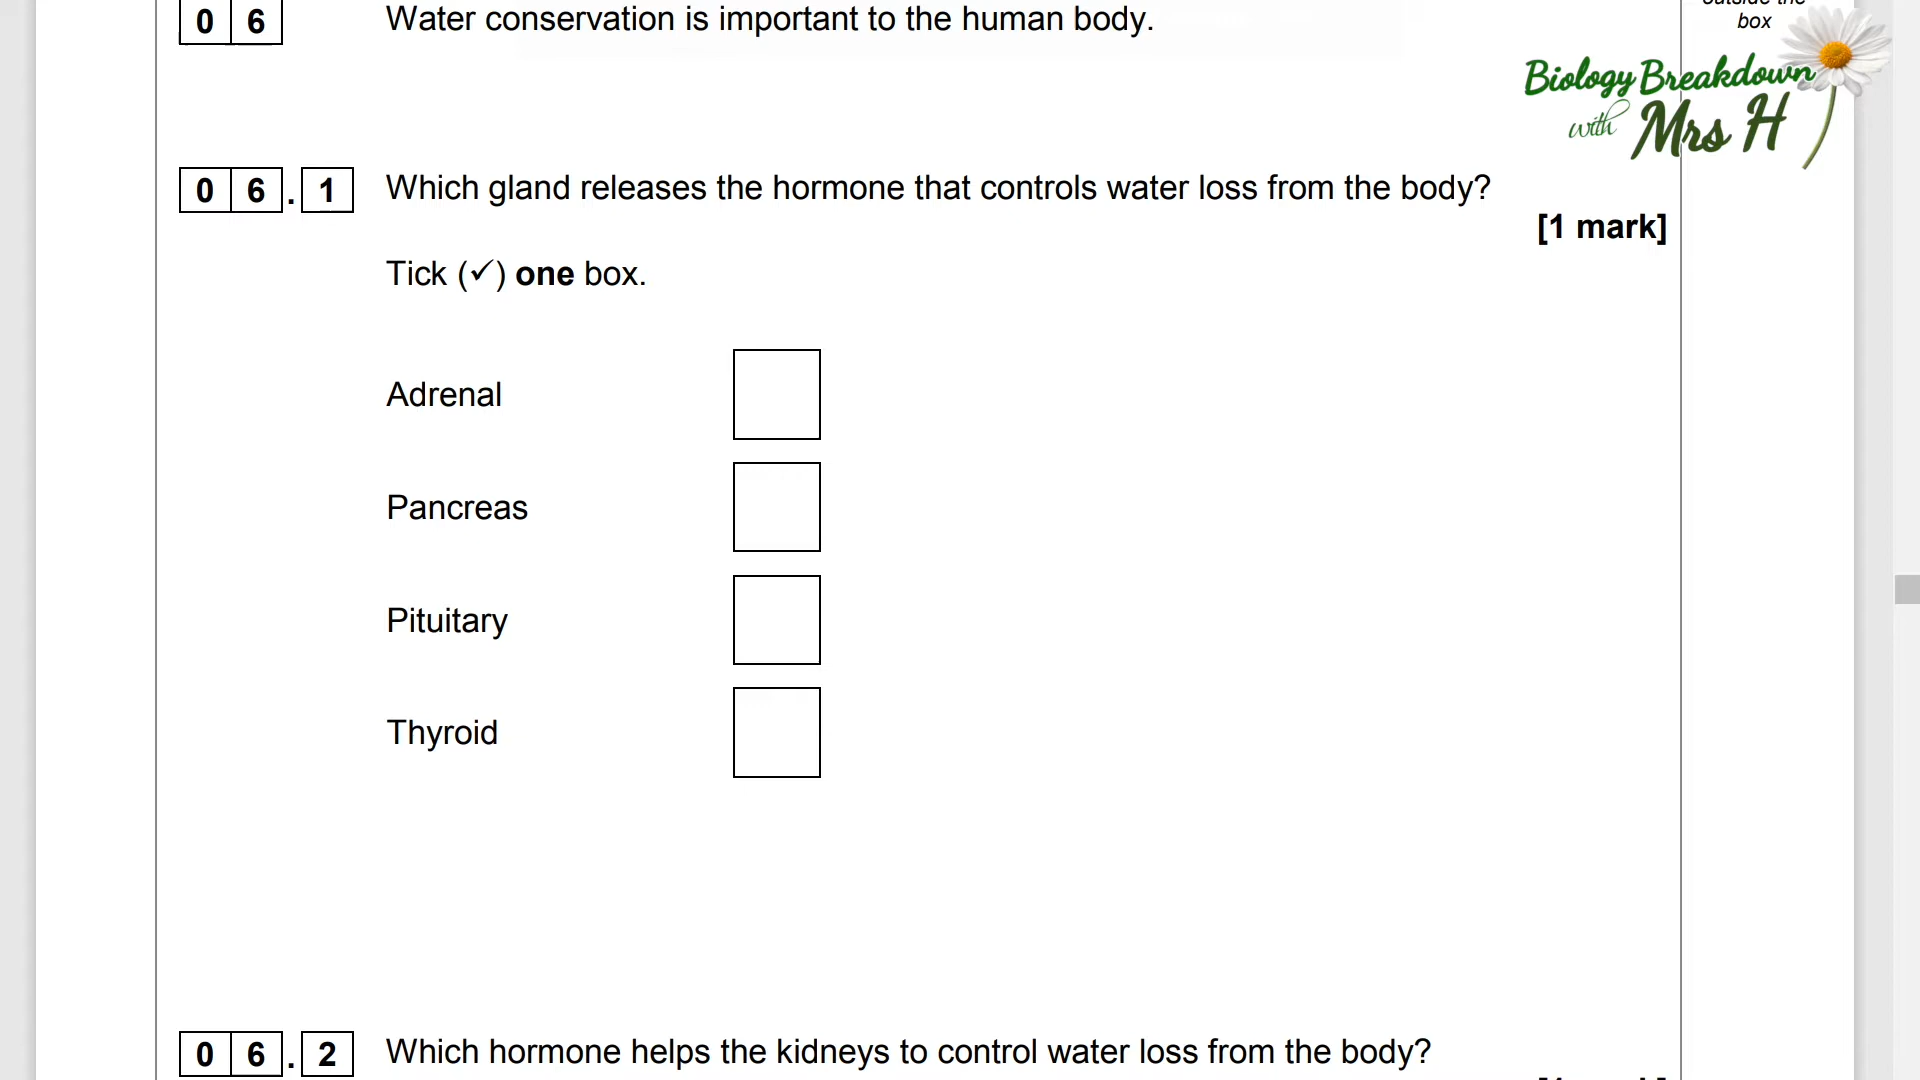 outside the
box
0 6 Water conservation is important to the human body.
Biology Breakdown
with Mrs H
0 6 . 1 Which gland releases the hormone that controls water loss from the body?
[1 mark]
Tick (✓) one box.
Adrenal
Pancreas
Pituitary
Thyroid
0 6 . 2 Which hormone helps the kidneys to control water loss from the body?